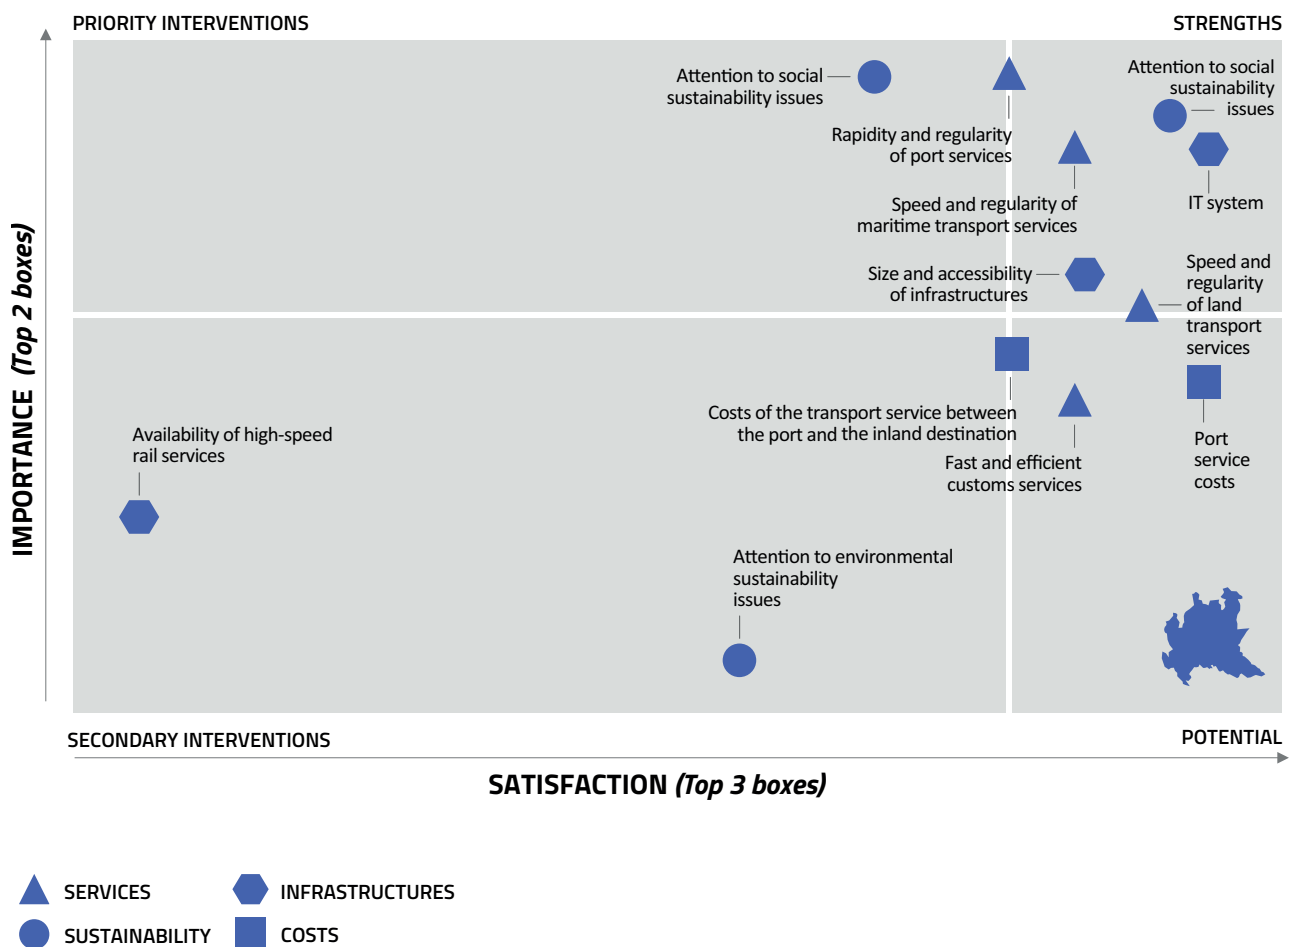 PRIORITY INTERVENTIONS
STRENGTHS
Attention to social
sustainability issues
Attention to social
sustainability
issues
Rapidity and regularity
of port services
Speed and regularity of
maritime transport services
IT system
Size and accessibility
of infrastructures
Speed and
regularity
of land
transport
services
IMPORTANCE (Top 2 boxes)
Costs of the transport service between
the port and the inland destination
Fast and efficient
customs services
Port
service
costs
Availability of high-speed
rail services
Attention to environmental
sustainability
issues
SECONDARY INTERVENTIONS
POTENTIAL
SATISFACTION (Top 3 boxes)
SERVICES
INFRASTRUCTURES
SUSTAINABILITY
COSTS